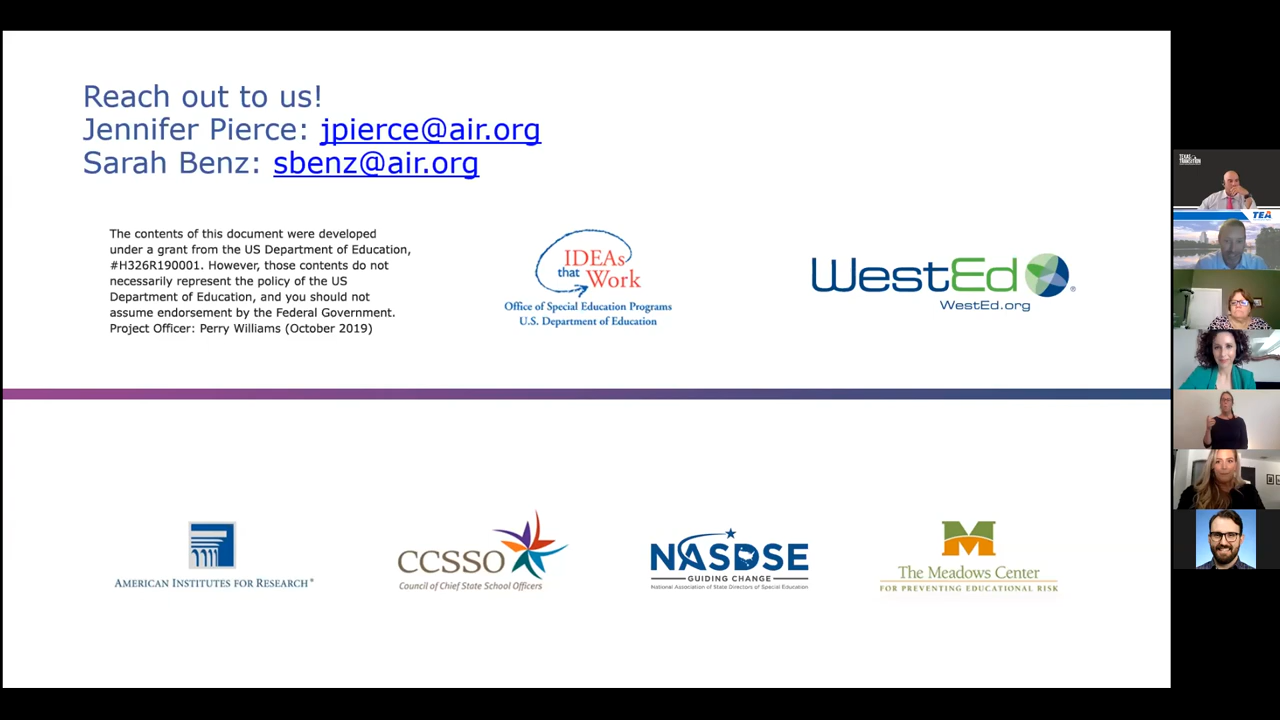 Reach out to us!
Jennifer Pierce: jpierce@air.org
Sarah Benz: sbenz@air.org
The contents of this document were developed
under a grant from the US Department of Education,
#H326R190001. However, those contents do not
necessarily represent the policy of the US
Department of Education, and you should not
assume endorsement by the Federal Government.
Project Officer: Perry Williams (October 2019)
IDEAs
that Work
Office of Special Education Programs
U.S. Department of Education
WestEd®
WestEd.org
AMERICAN INSTITUTES FOR RESEARCH®
CCSSO
Council of Chief State School Officers
NASDSE
GUIDING CHANGE
National Association of State Directors of Special Education
M
The Meadows Center
FOR PREVENTING EDUCATIONAL RISK
TEXAS
TRANSITION
TEA